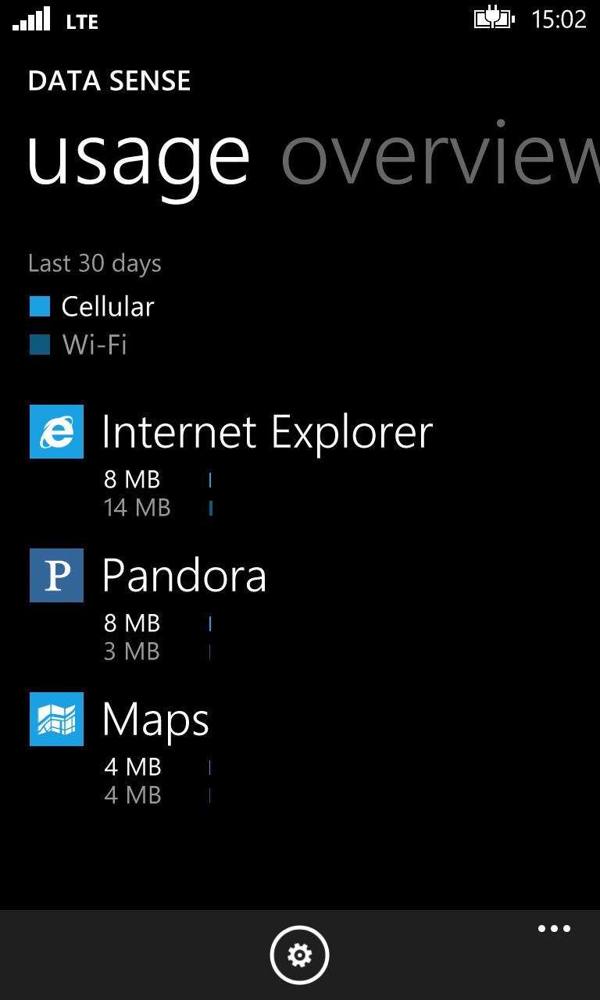 LTE 15:02
DATA SENSE
usage overview
Last 30 days
Cellular
Wi-Fi
Internet Explorer
8 MB
14 MB
P Pandora
8 MB
3 MB
Maps
4 MB
4 MB